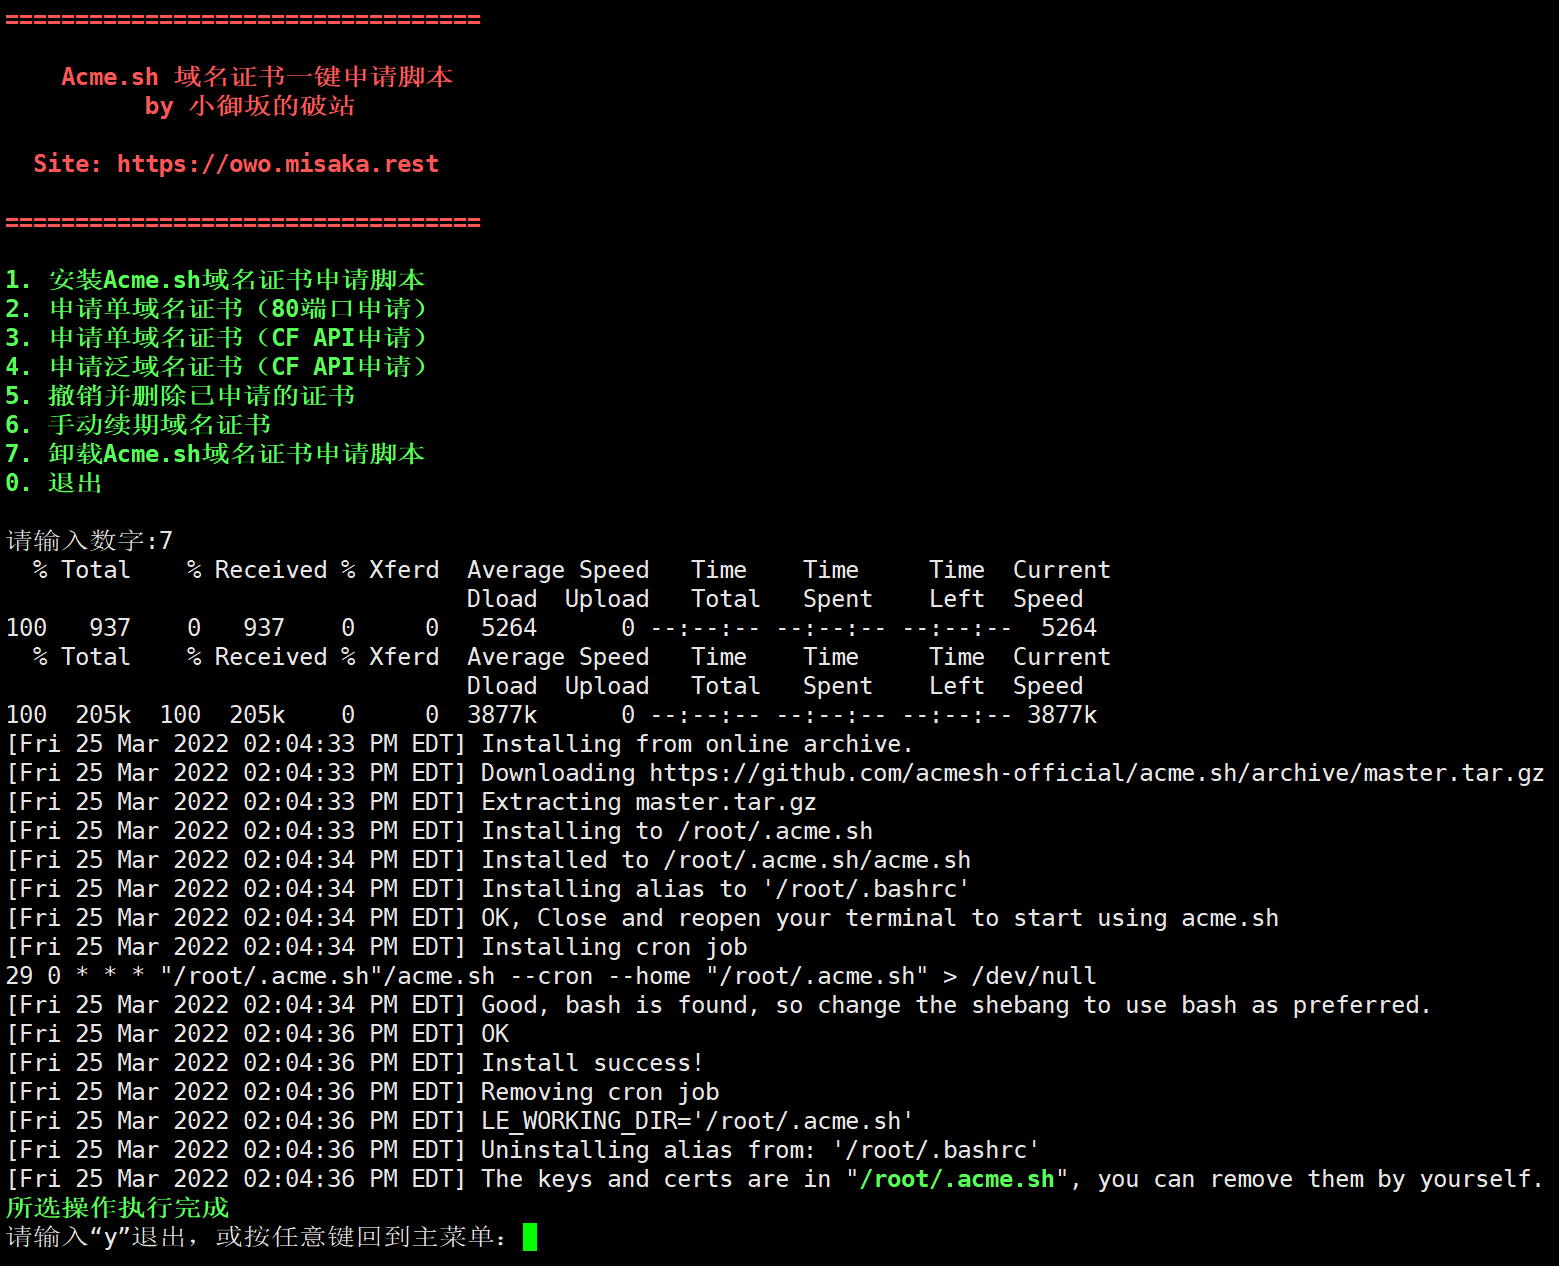 ==================================
Acme.sh 域名证书一键申请脚本
by 小御坂的破站
Site: https://owo.misaka.rest
==================================
1. 安装Acme.sh域名证书申请脚本
2. 申请单域名证书（80端口申请）
3. 申请单域名证书（CF API申请）
4. 申请泛域名证书（CF API申请）
5. 撤销并删除已申请的证书
6. 手动续期域名证书
7. 卸载Acme.sh域名证书申请脚本
0. 退出
请输入数字:7
  % Total    % Received % Xferd  Average Speed   Time    Time     Time  Current
                                 Dload  Upload   Total   Spent    Left  Speed
100   937    0   937    0     0   5264      0 --:--:-- --:--:-- --:--:--  5264
  % Total    % Received % Xferd  Average Speed   Time    Time     Time  Current
                                 Dload  Upload   Total   Spent    Left  Speed
100  205k  100  205k    0     0  3877k      0 --:--:-- --:--:-- --:--:-- 3877k
[Fri 25 Mar 2022 02:04:33 PM EDT] Installing from online archive.
[Fri 25 Mar 2022 02:04:33 PM EDT] Downloading https://github.com/acmesh-official/acme.sh/archive/master.tar.gz
[Fri 25 Mar 2022 02:04:33 PM EDT] Extracting master.tar.gz
[Fri 25 Mar 2022 02:04:33 PM EDT] Installing to /root/.acme.sh
[Fri 25 Mar 2022 02:04:34 PM EDT] Installed to /root/.acme.sh/acme.sh
[Fri 25 Mar 2022 02:04:34 PM EDT] Installing alias to '/root/.bashrc'
[Fri 25 Mar 2022 02:04:34 PM EDT] OK, Close and reopen your terminal to start using acme.sh
[Fri 25 Mar 2022 02:04:34 PM EDT] Installing cron job
29 0 * * * "/root/.acme.sh"/acme.sh --cron --home "/root/.acme.sh" > /dev/null
[Fri 25 Mar 2022 02:04:34 PM EDT] Good, bash is found, so change the shebang to use bash as preferred.
[Fri 25 Mar 2022 02:04:36 PM EDT] OK
[Fri 25 Mar 2022 02:04:36 PM EDT] Install success!
[Fri 25 Mar 2022 02:04:36 PM EDT] Removing cron job
[Fri 25 Mar 2022 02:04:36 PM EDT] LE_WORKING_DIR='/root/.acme.sh'
[Fri 25 Mar 2022 02:04:36 PM EDT] Uninstalling alias from: '/root/.bashrc'
[Fri 25 Mar 2022 02:04:36 PM EDT] The keys and certs are in "/root/.acme.sh", you can remove them by yourself.
所选操作执行完成
请输入“y”退出，或按任意键回到主菜单：